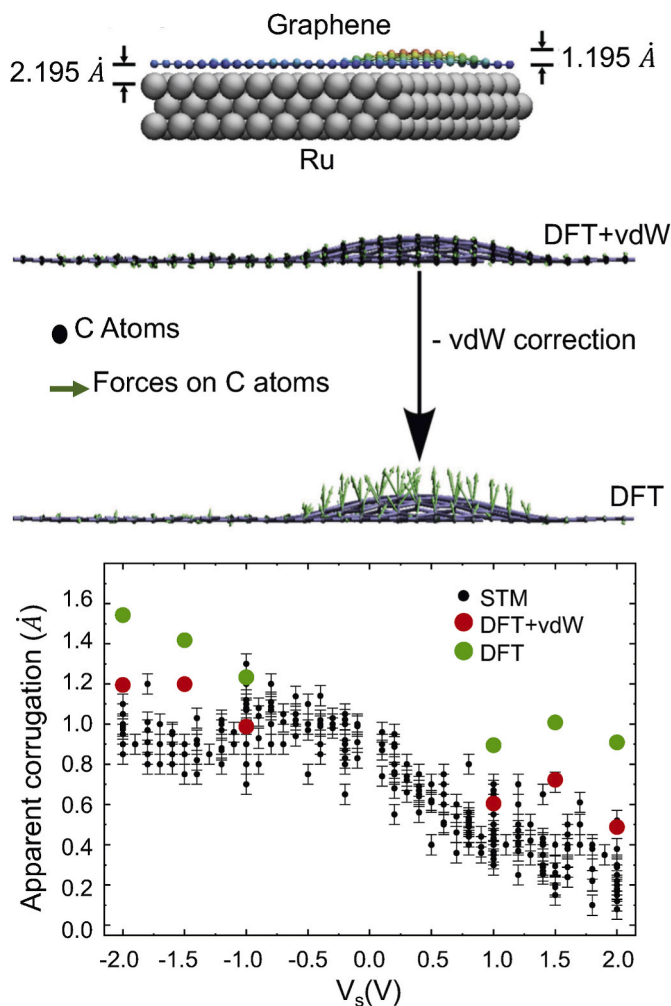 Graphene
2.195 Ȧ
1.195 Ȧ
Ru
DFT+vdW
C Atoms
- vdW correction
Forces on C atoms
DFT
Apparent corrugation (Ȧ)
1.6
1.4
1.2
1.0
0.8
0.6
0.4
0.2
0.0
STM
DFT+vdW
DFT
-2.0 -1.5 -1.0 -0.5 0.0 0.5 1.0 1.5 2.0
Vs(V)